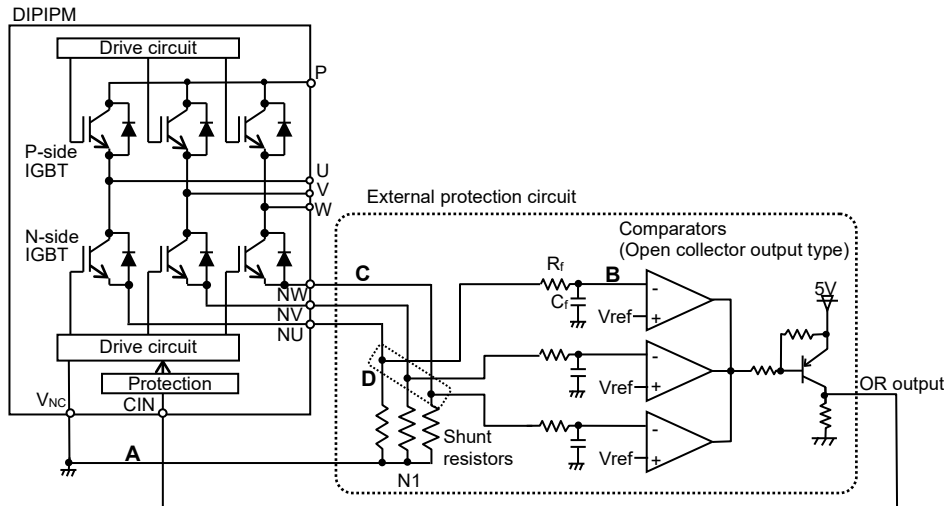 DIPIPM
Drive circuit
P
P-side
IGBT
U
V
W
External protection circuit
N-side
IGBT
Comparators
(Open collector output type)
C
Rf
B
Cf
-
Vref
+
5V
NW
NV
NU
Drive circuit
D
-
Vref
+
Protection
OR output
VNC
CIN
-
Vref
+
A
Shunt
resistors
N1